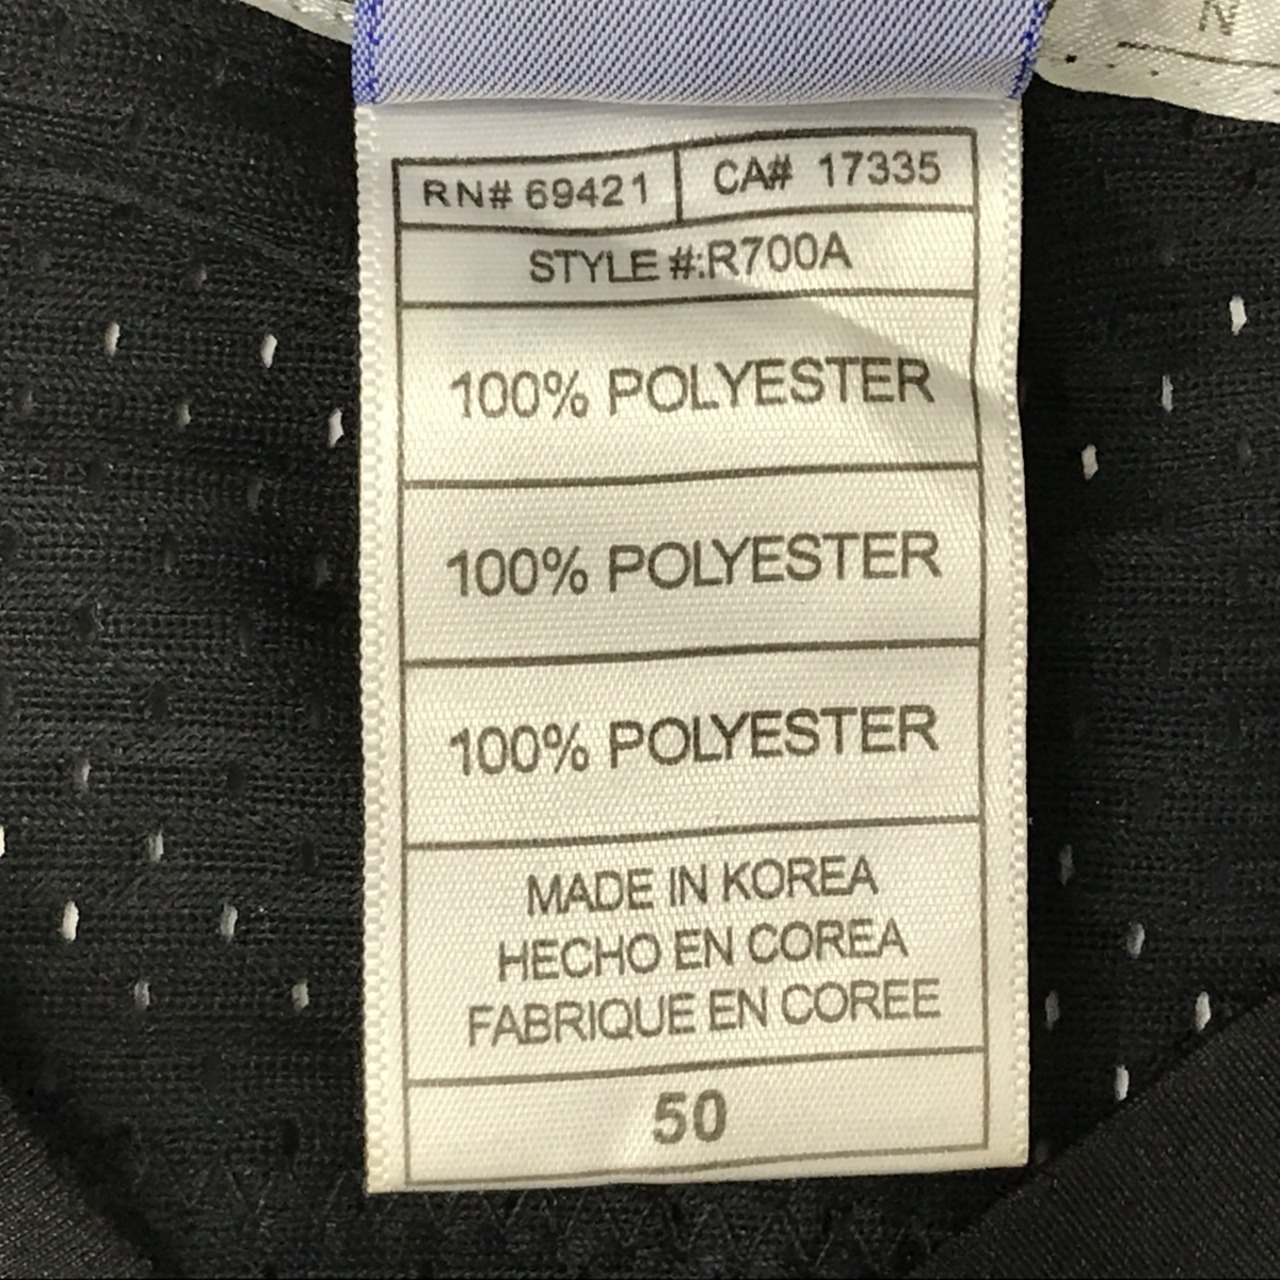 RN# 69421 CA# 17335
STYLE #:R700A
100% POLYESTER
100% POLYESTER
100% POLYESTER
MADE IN KOREA
HECHO EN COREA
FABRIQUE EN COREE
50